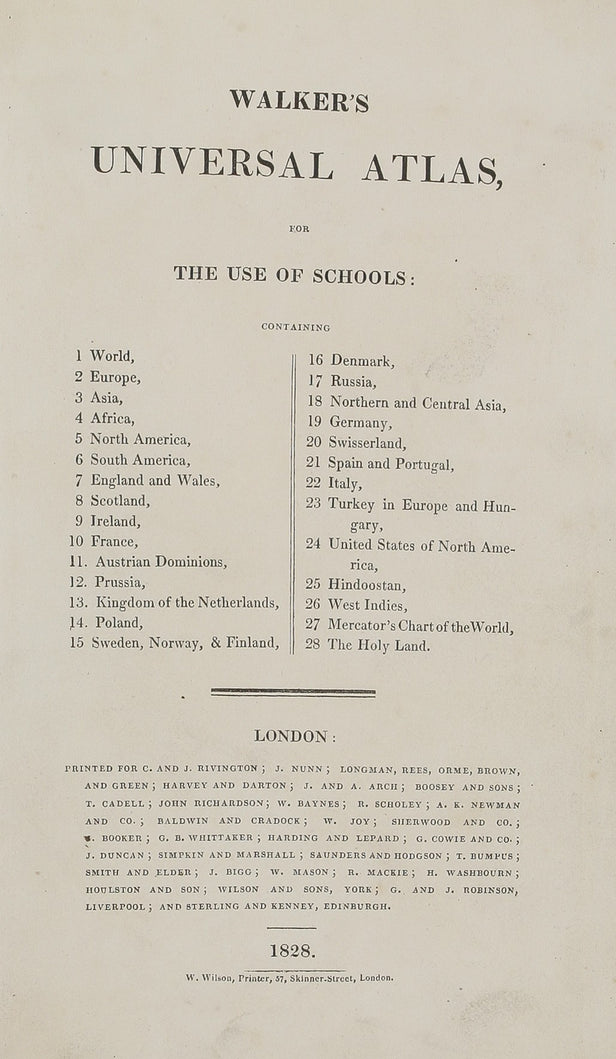 WALKER'S
UNIVERSAL ATLAS,
FOR
THE USE OF SCHOOLS:
CONTAINING
1 World,
2 Europe,
3 Asia,
4 Africa,
5 North America,
6 South America,
7 England and Wales,
8 Scotland,
9 Ireland,
10 France,
11. Austrian Dominions,
12. Prussia,
13. Kingdom of the Netherlands,
14. Poland,
15 Sweden, Norway, & Finland,
16 Denmark,
17 Russia,
18 Northern and Central Asia,
19 Germany,
20 Swisserland,
21 Spain and Portugal,
22 Italy,
23 Turkey in Europe and Hun-
gary,
24 United States of North Ame-
rica,
25 Hindoostan,
26 West Indies,
27 Mercator's Chart of the World,
28 The Holy Land.
LONDON:
PRINTED FOR C. AND J. RIVINGTON; J. NUNN; LONGMAN, REES, ORME, BROWN,
AND GREEN; HARVEY AND DARTON; J. AND A. ARCH; BOOSEY AND SONS;
T. CADELL; JOHN RICHARDSON; W. BAYNES; R. SCHOLEY; A. K. NEWMAN
AND CO.; BALDWIN AND CRADOCK; W. JOY; SHERWOOD AND CO.;
BOOKER; G. B. WHITTAKER; HARDING AND LEPARD; G. COWIE AND CO.;
J. DUNCAN; SIMPKIN AND MARSHALL; SAUNDERS AND HODGSON; T. BUMPUS;
SMITH AND ELDER; J. BIGG; W. MASON; R. MACKIE; H. WASHBOURN;
HOULSTON AND SON; WILSON AND SONS, YORK; G. AND J. ROBINSON,
LIVERPOOL; AND STERLING AND KENNEY, EDINBURGH.
1828.
W. Wilson, Printer, 57, Skinner-Street, London.